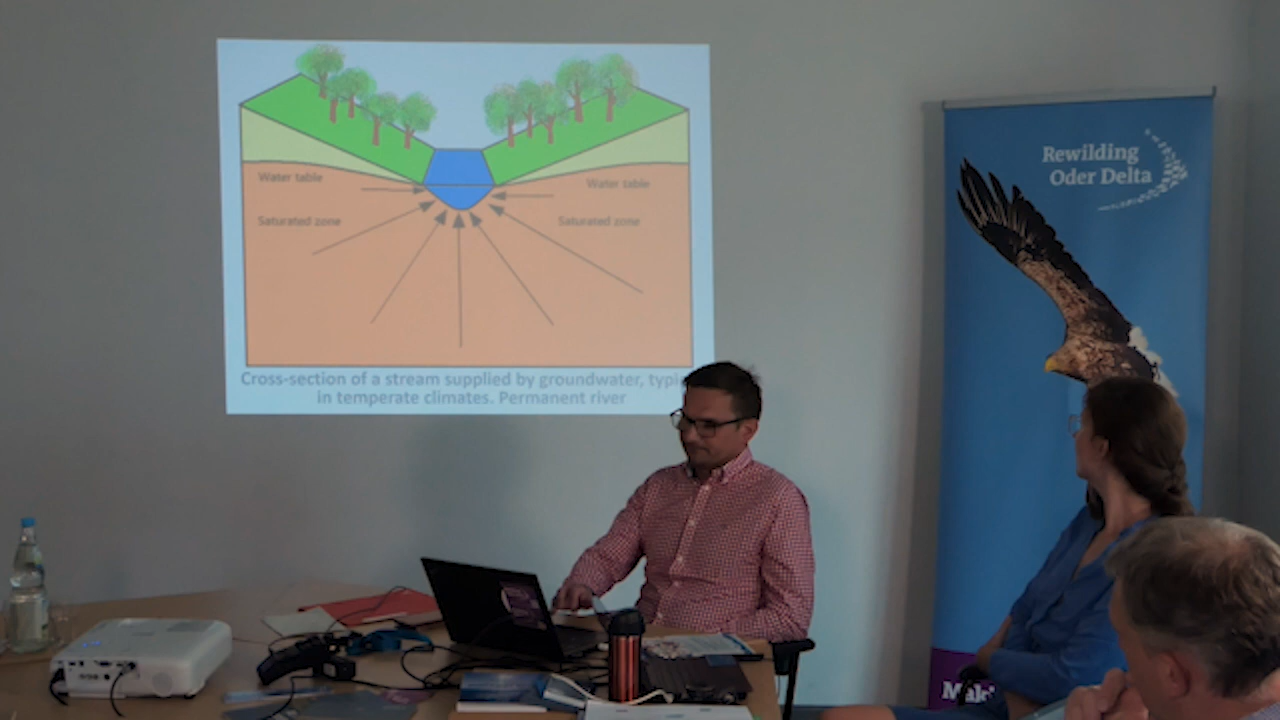 Water table
Water table
Saturated zone
Saturated zone
Cross-section of a stream supplied by groundwater,
in temperate climates. Permanent river
Rewilding
Oder Delta